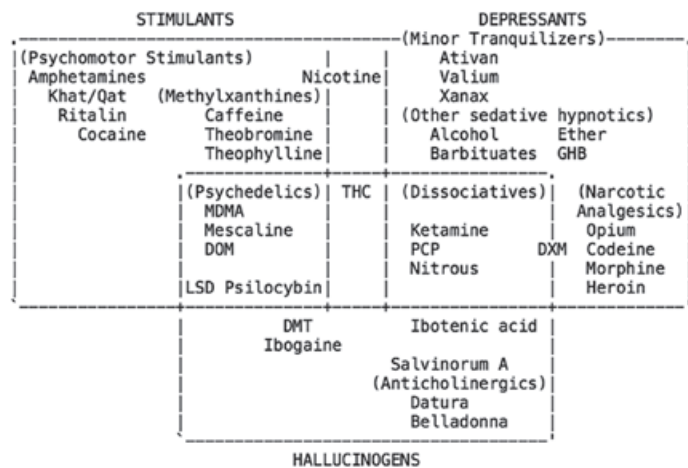 STIMULANTS DEPRESSANTS
(Minor Tranquilizers)
(Psychomotor Stimulants) Ativan
Amphetamines Nicotine Valium
Khat/Qat (Methylxanthines) Xanax
Ritalin Caffeine (Other sedative hypnotics)
Cocaine Theobromine Alcohol Ether
Theophylline Barbituates GHB
(Psychedelics) THC (Dissociatives) (Narcotic
MDMA Analgesics)
Mescaline Ketamine Opium
DOM PCP DXM Codeine
Nitrous Morphine
LSD Psilocybin Heroin
DMT Ibotenic acid
Ibogaine
Salvinorum A
(Anticholinergics)
Datura
Belladonna
HALLUCINOGENS